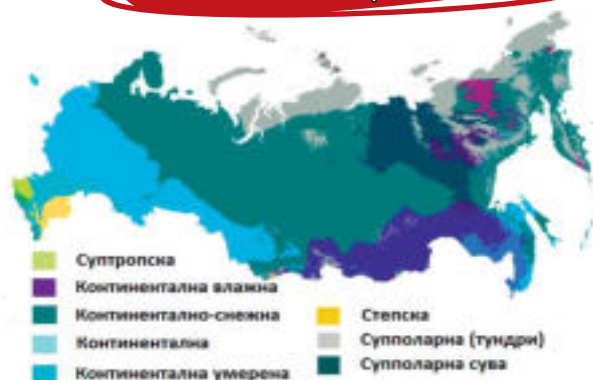 Суптропска
Континентална влажна
Континентално-снежна
Континентална
Континентална умерена
Степска
Супполарна (тундри)
Супполарна сува